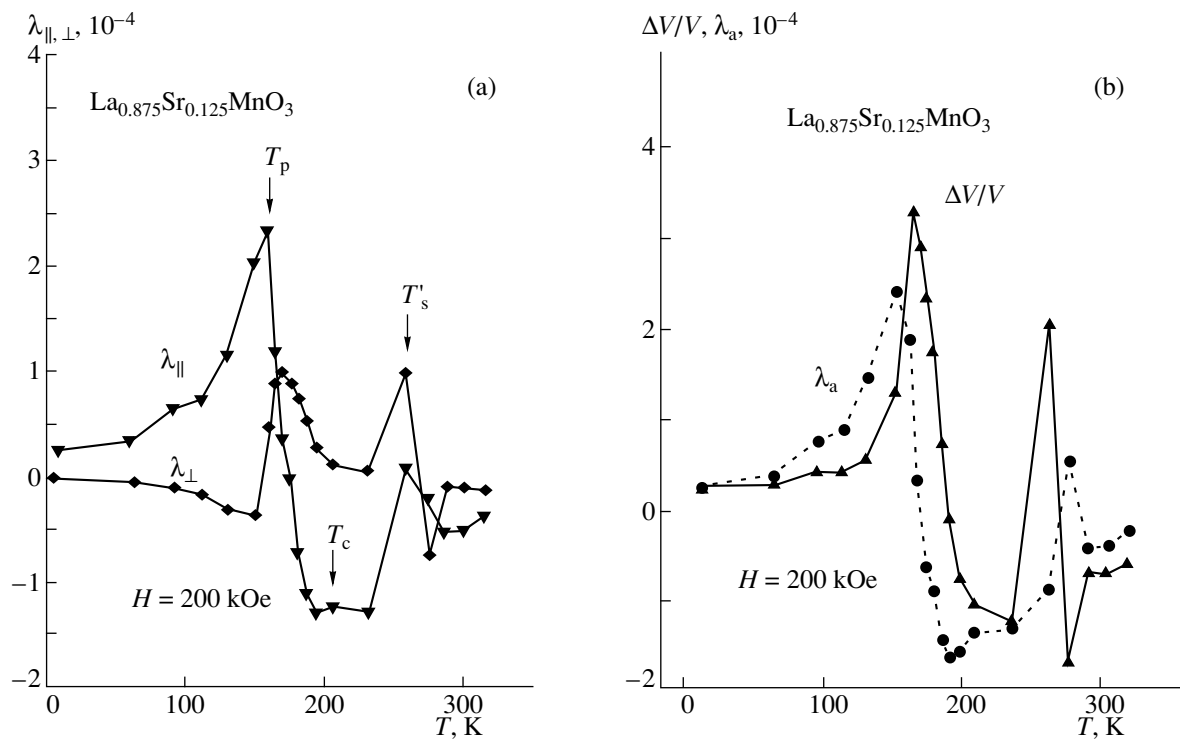 λ∥, ⊥, 10⁻⁴
4
(a)
La₀.₈₇₅Sr₀.₁₂₅MnO₃
3
Tₚ
2
T'ₛ
1
λ∥
0
λ⊥
T_c
−1
H = 200 kOe
−2
0
100
200
300
T, K
ΔV/V, λₐ, 10⁻⁴
(b)
La₀.₈₇₅Sr₀.₁₂₅MnO₃
4
ΔV/V
2
λₐ
0
H = 200 kOe
−2
0
100
200
300
T, K